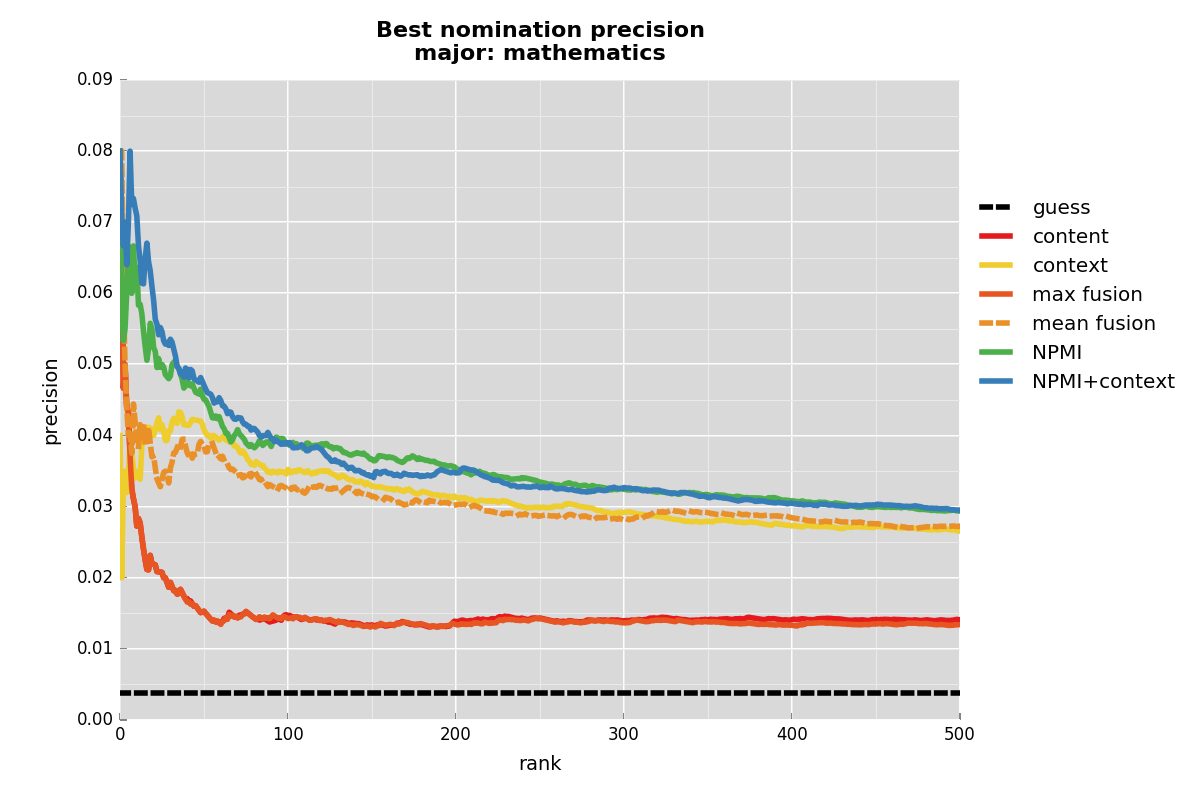 Best nomination precision
major: mathematics
0.09
0.08
0.07
0.06
0.05
0.04
0.03
0.02
0.01
0.00
precision
0 100 200 300 400 500
rank
guess
content
context
max fusion
mean fusion
NPMI
NPMI+context